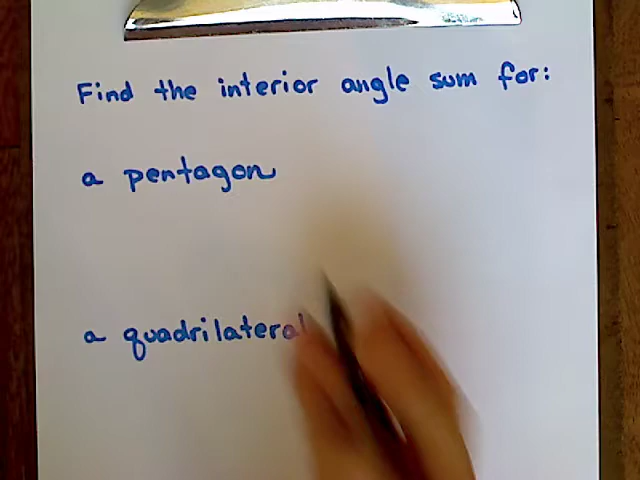 Find the interior angle sum for:
a pentagon
a quadrilateral